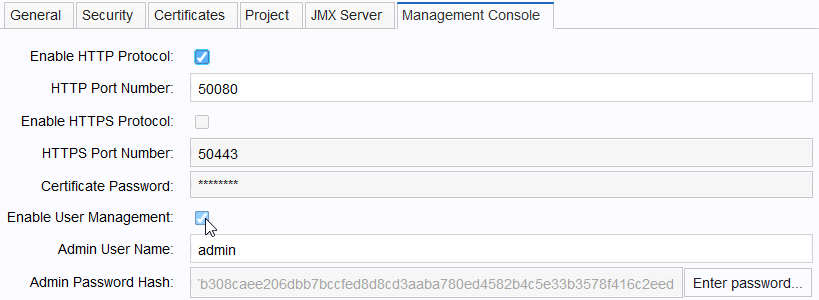 General Security Certificates Project JMX Server Management Console
Enable HTTP Protocol:
HTTP Port Number: 50080
Enable HTTPS Protocol:
HTTPS Port Number: 50443
Certificate Password: ********
Enable User Management:
Admin User Name: admin
Admin Password Hash: 'b308caee206dbb7bccfed8d8cd3aaba780ed4582b4c5e33b3578f416c2eed Enter password...